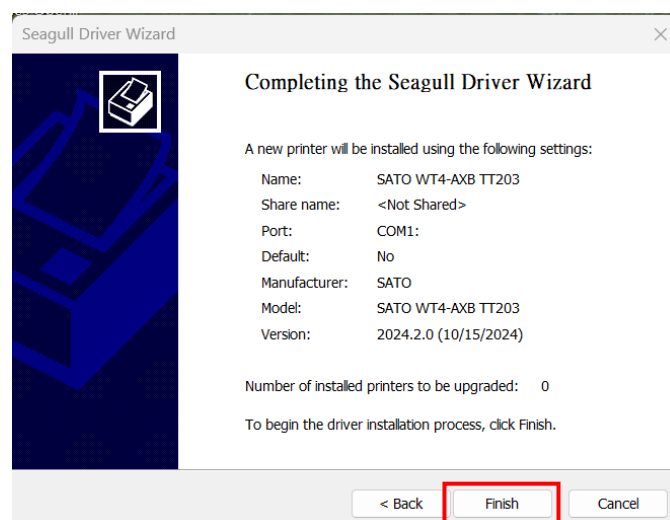 Seagull Driver Wizard
Completing the Seagull Driver Wizard
A new printer will be installed using the following settings:
Name: SATO WT4-AXB TT203
Share name: <Not Shared>
Port: COM1:
Default: No
Manufacturer: SATO
Model: SATO WT4-AXB TT203
Version: 2024.2.0 (10/15/2024)
Number of installed printers to be upgraded: 0
To begin the driver installation process, click Finish.
< Back Finish Cancel